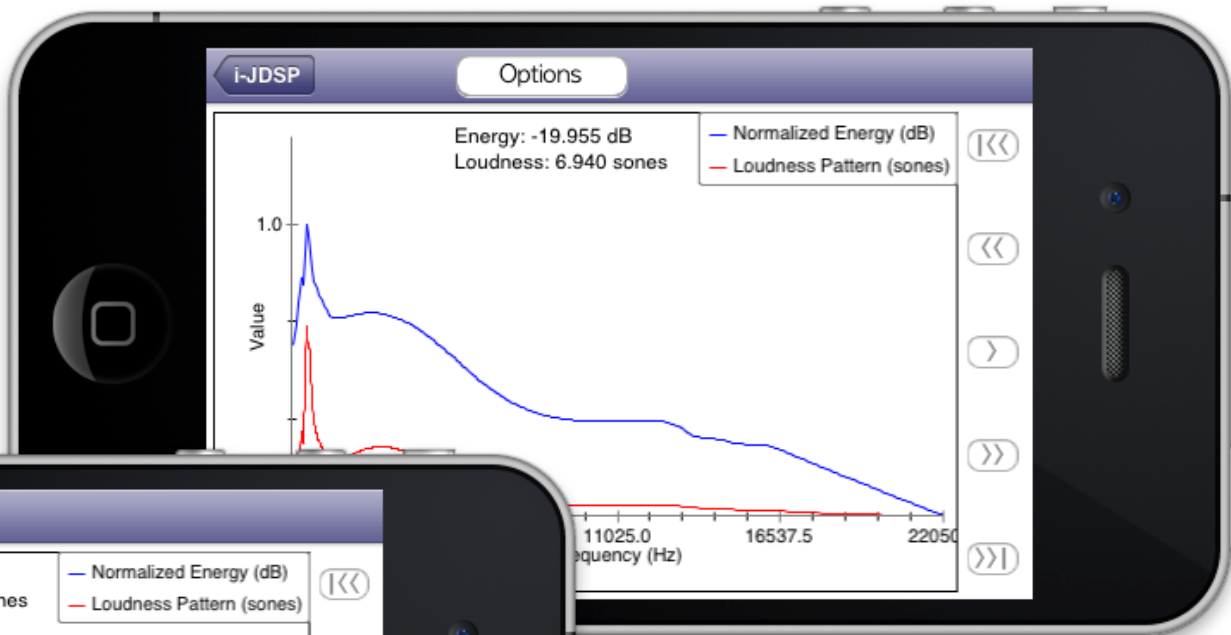 i-JDSP
Options
Energy: -19.955 dB
Loudness: 6.940 sones
Normalized Energy (dB)
Loudness Pattern (sones)
1.0
Value
11025.0
16537.5
22050
equency (Hz)
nes
Normalized Energy (dB)
Loudness Pattern (sones)